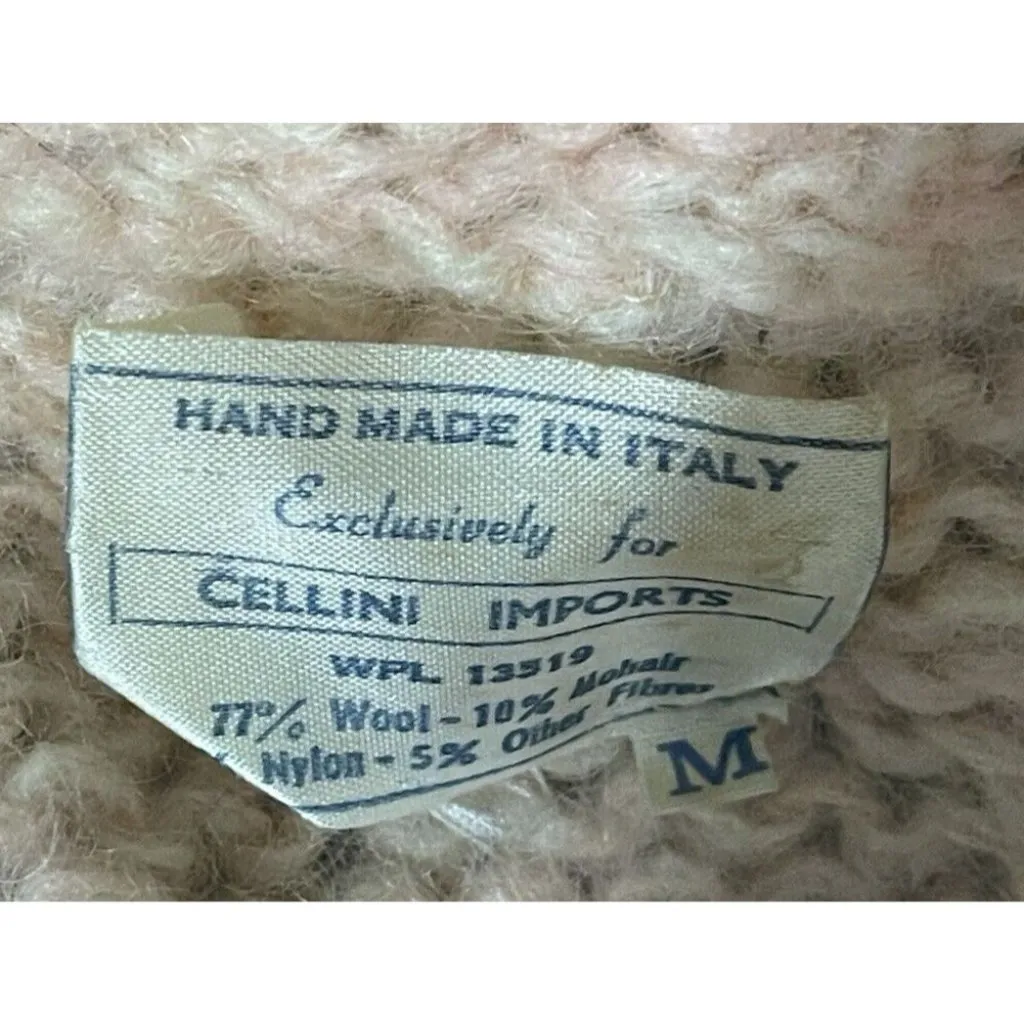 HAND MADE IN ITALY
Exclusively for
CELLINI IMPORTS
WPL 13519
77% Wool - 10% Mohair
Nylon - 5% Other Fibres
M